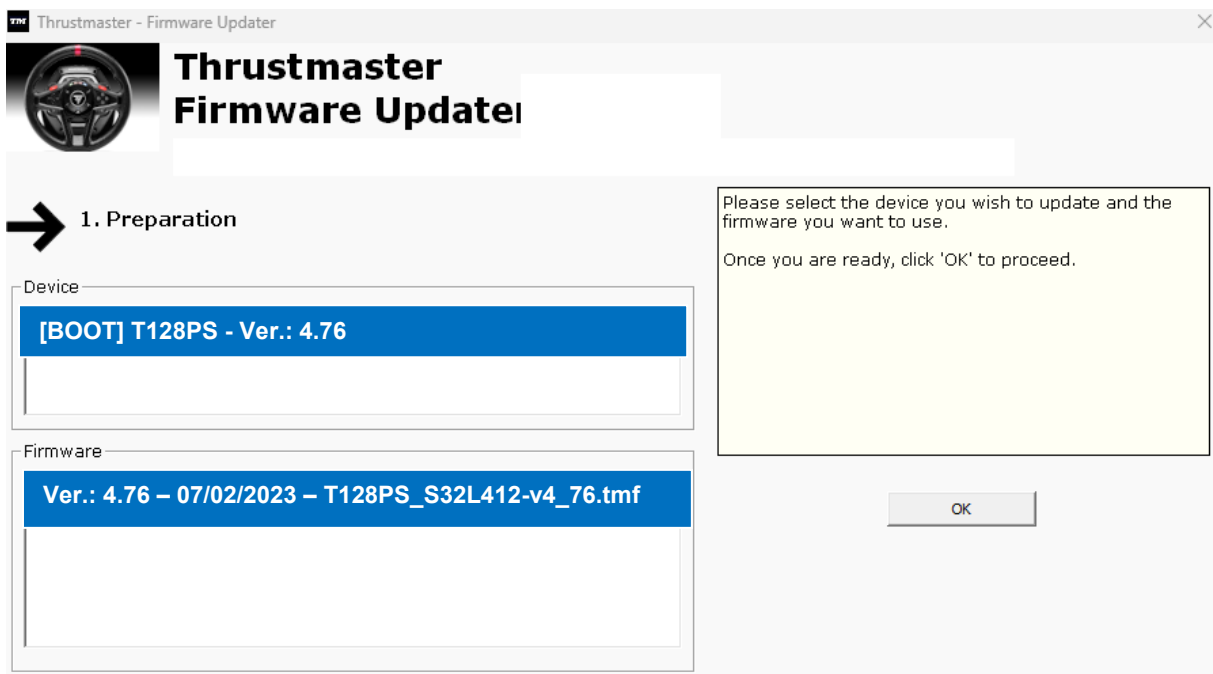 TM Thrustmaster - Firmware Updater
Thrustmaster
Firmware Updater
1. Preparation
Please select the device you wish to update and the
firmware you want to use.
Once you are ready, click 'OK' to proceed.
Device
[BOOT] T128PS - Ver.: 4.76
Firmware
Ver.: 4.76 – 07/02/2023 – T128PS_S32L412-v4_76.tmf
OK